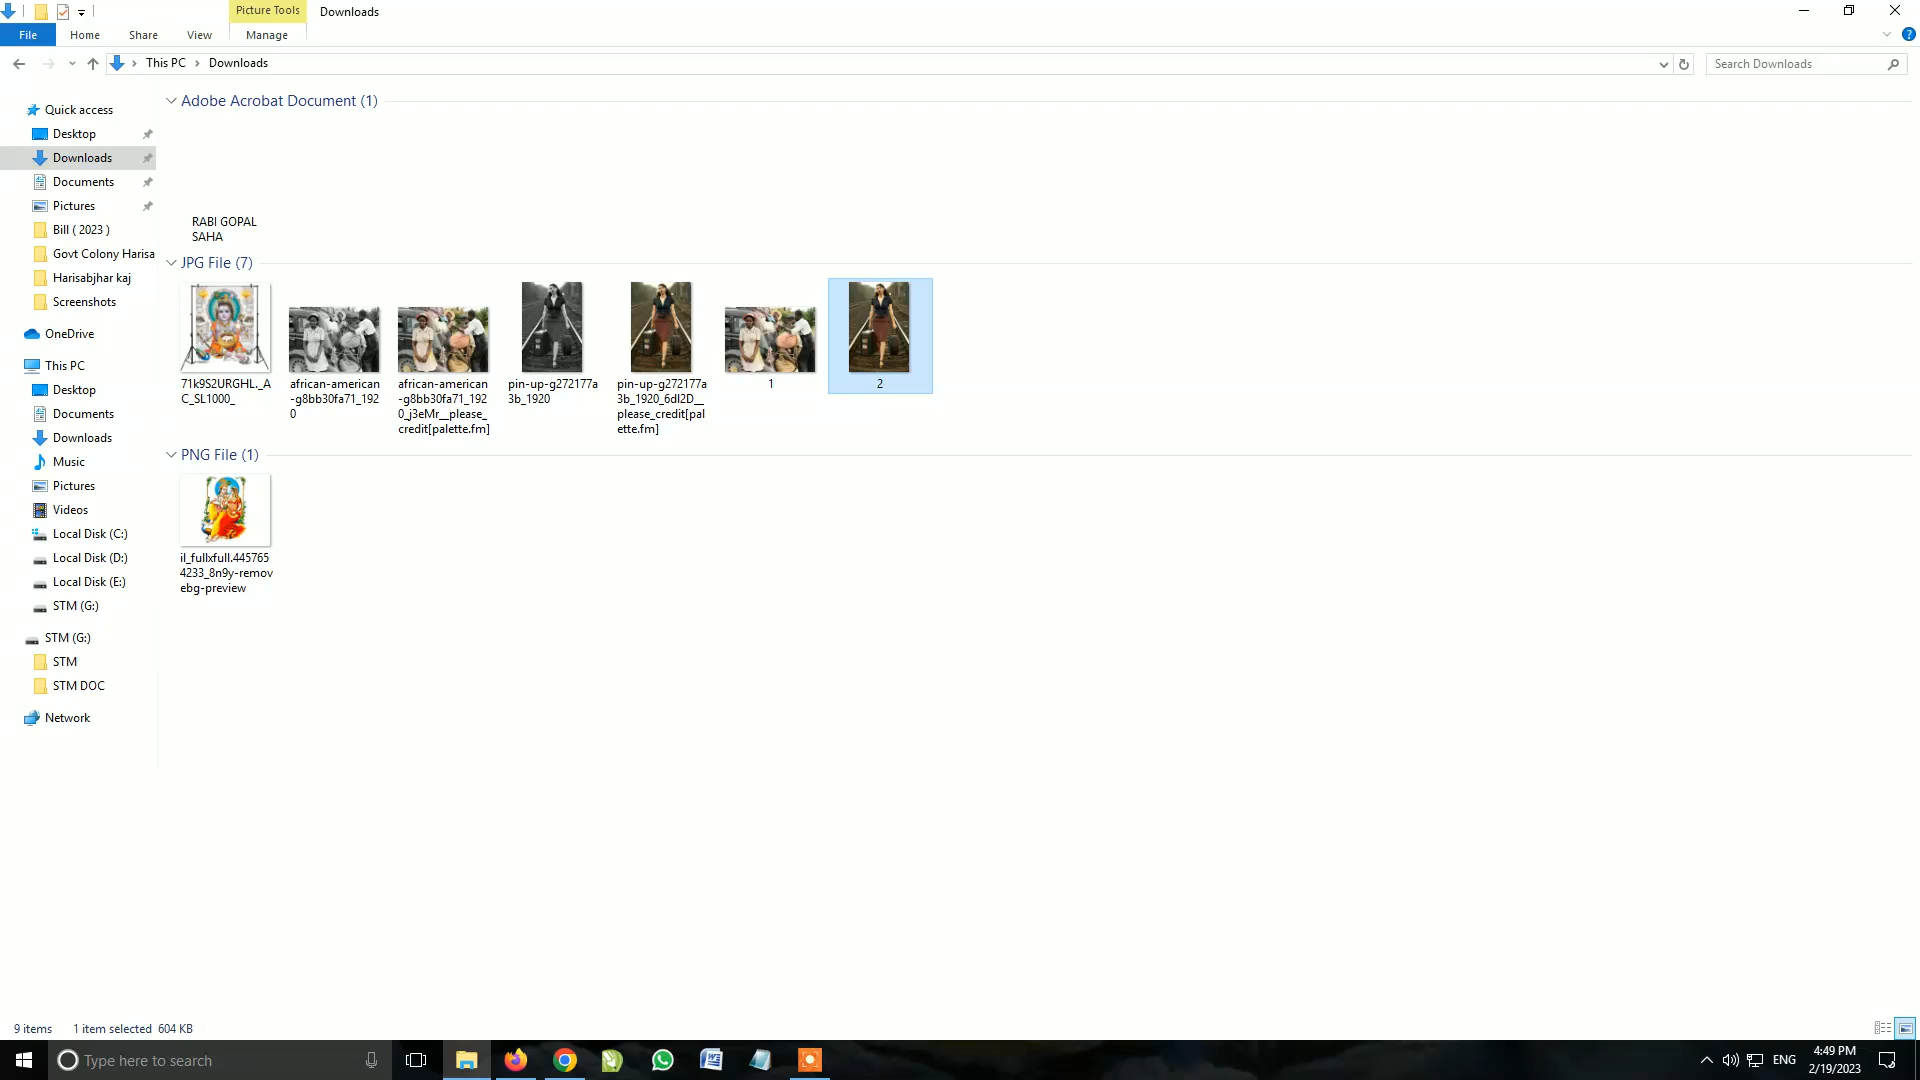 Picture Tools
Downloads
File
Home
Share
View
Manage
This PC
Downloads
Search Downloads
Quick access
Desktop
Downloads
Documents
Pictures
Bill ( 2023 )
Govt Colony Harisa
Harisabjhar kaj
Screenshots
OneDrive
This PC
Desktop
Documents
Downloads
Music
Pictures
Videos
Local Disk (C:)
Local Disk (D:)
Local Disk (E:)
STM (G:)
STM (G:)
STM
STM DOC
Network
Adobe Acrobat Document (1)
RABI GOPAL
SAHA
JPG File (7)
71k9S2URGHL._A
C_SL1000_
african-american
-g8bb30fa71_192
0
african-american
-g8bb30fa71_192
0_j3eMr__please_
credit[palette.fm]
pin-up-g272177a
3b_1920
pin-up-g272177a
3b_1920_6dI2D__
please_credit[pal
ette.fm]
1
2
PNG File (1)
il_fullxfull.445765
4233_8n9y-remov
ebg-preview
9 items
1 item selected 604 KB
Type here to search
ENG
4:49 PM
2/19/2023